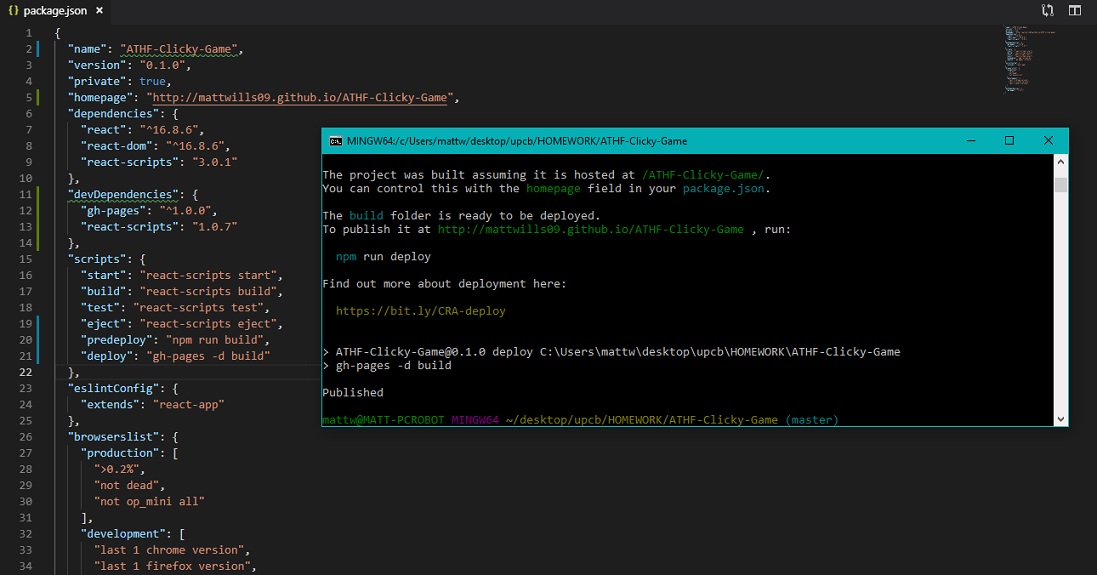 {} package.json ×
1 {
2 "name": "ATHF-Clicky-Game",
3 "version": "0.1.0",
4 "private": true,
5 "homepage": "http://mattwills09.github.io/ATHF-Clicky-Game",
6 "dependencies": {
7 "react": "^16.8.6",
8 "react-dom": "^16.8.6",
9 "react-scripts": "3.0.1"
10 },
11 "devDependencies": {
12 "gh-pages": "^1.0.0",
13 "react-scripts": "1.0.7"
14 },
15 "scripts": {
16 "start": "react-scripts start",
17 "build": "react-scripts build",
18 "test": "react-scripts test",
19 "eject": "react-scripts eject",
20 "predeploy": "npm run build",
21 "deploy": "gh-pages -d build"
22 },
23 "eslintConfig": {
24 "extends": "react-app"
25 },
26 "browserslist": {
27 "production": [
28 ">0.2%",
29 "not dead",
30 "not op_mini all"
31 ],
32 "development": [
33 "last 1 chrome version",
34 "last 1 firefox version",
MINGW64:/c/Users/mattw/desktop/upcb/HOMEWORK/ATHF-Clicky-Game
The project was built assuming it is hosted at /ATHF-Clicky-Game/.
You can control this with the homepage field in your package.json.
The build folder is ready to be deployed.
To publish it at http://mattwills09.github.io/ATHF-Clicky-Game , run:
npm run deploy
Find out more about deployment here:
https://bit.ly/CRA-deploy
> ATHF-Clicky-Game@0.1.0 deploy C:\Users\mattw\desktop\upcb\HOMEWORK\ATHF-Clicky-Game
> gh-pages -d build
Published
mattw@MATT-PCROBOT MINGW64 ~/desktop/upcb/HOMEWORK/ATHF-Clicky-Game (master)